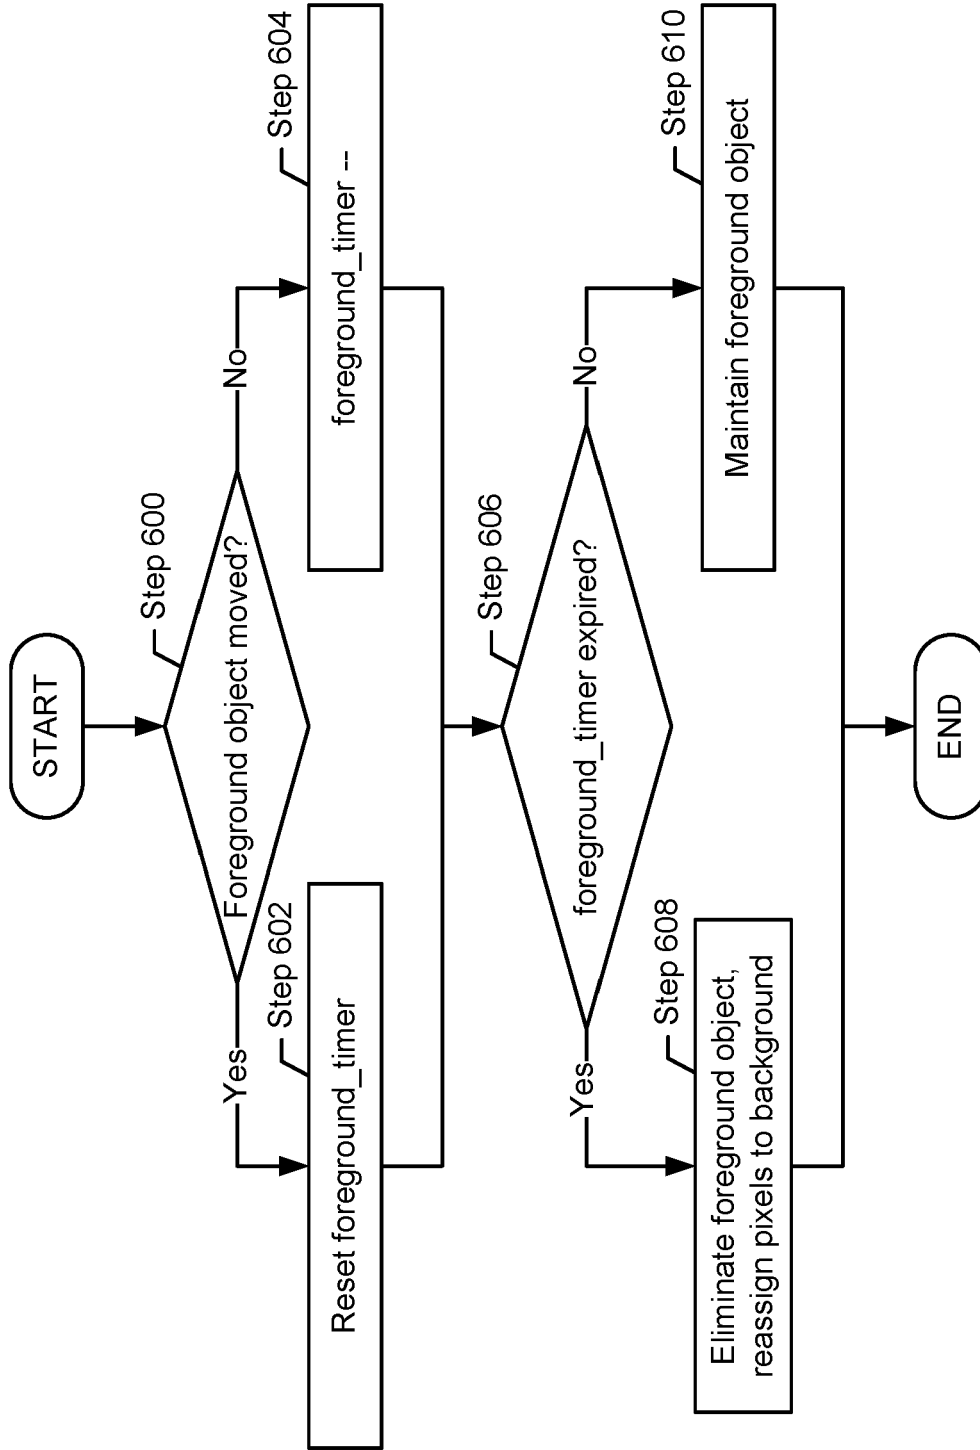 START
Step 600
Foreground object moved?
Yes
No
Step 602
Reset foreground_timer
Step 604
foreground_timer --
Step 606
foreground_timer expired?
Yes
No
Step 608
Eliminate foreground object,
reassign pixels to background
Step 610
Maintain foreground object
END